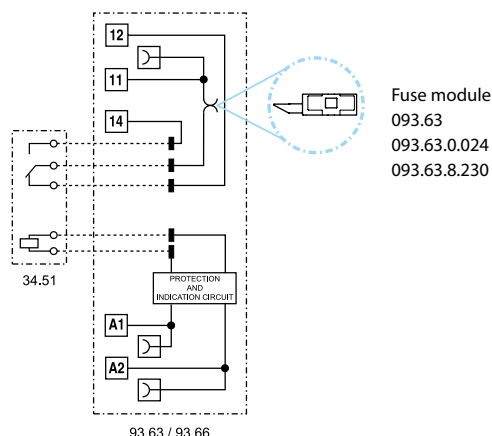 12
11
14
Fuse module
093.63
093.63.0.024
093.63.8.230
34.51
PROTECTION
AND
INDICATION CIRCUIT
A1
A2
93.63 / 93.66